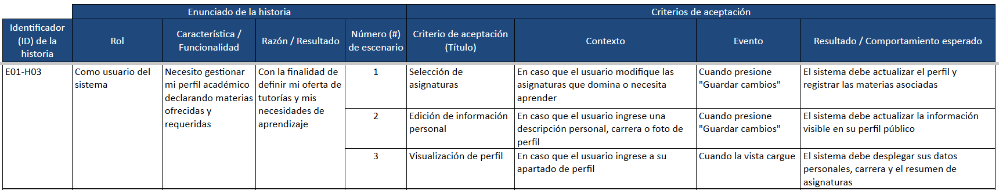 Enunciado de la historia
Criterios de aceptación
Identificador
(ID) de la
historia
Rol
Característica /
Funcionalidad
Razón / Resultado
Número (#)
de escenario
Criterio de aceptación
(Título)
Contexto
Evento
Resultado / Comportamiento esperado
E01-H03
Como usuario del
sistema
Necesito gestionar
mi perfil académico
declarando materias
ofrecidas y
requeridas
Con la finalidad de
definir mi oferta de
tutorías y mis
necesidades de
aprendizaje
1
Selección de
asignaturas
En caso que el usuario modifique las
asignaturas que domina o necesita
aprender
Cuando presione
"Guardar cambios"
El sistema debe actualizar el perfil y
registrar las materias asociadas
2
Edición de información
personal
En caso que el usuario ingrese una
descripción personal, carrera o foto de
perfil
Cuando presione
"Guardar cambios"
El sistema debe actualizar la información
visible en su perfil público
3
Visualización de perfil
En caso que el usuario ingrese a su
apartado de perfil
Cuando la vista cargue
El sistema debe desplegar sus datos
personales, carrera y el resumen de
asignaturas